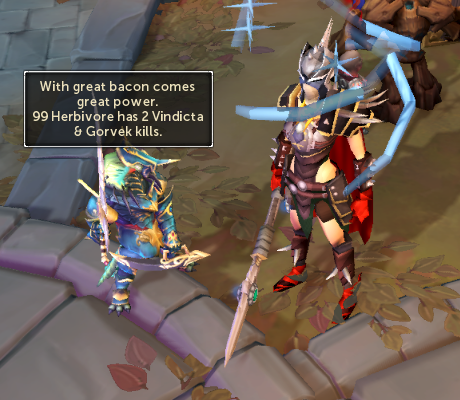 With great bacon comes
great power.
99 Herbivore has 2 Vindicta
& Gorvek kills.